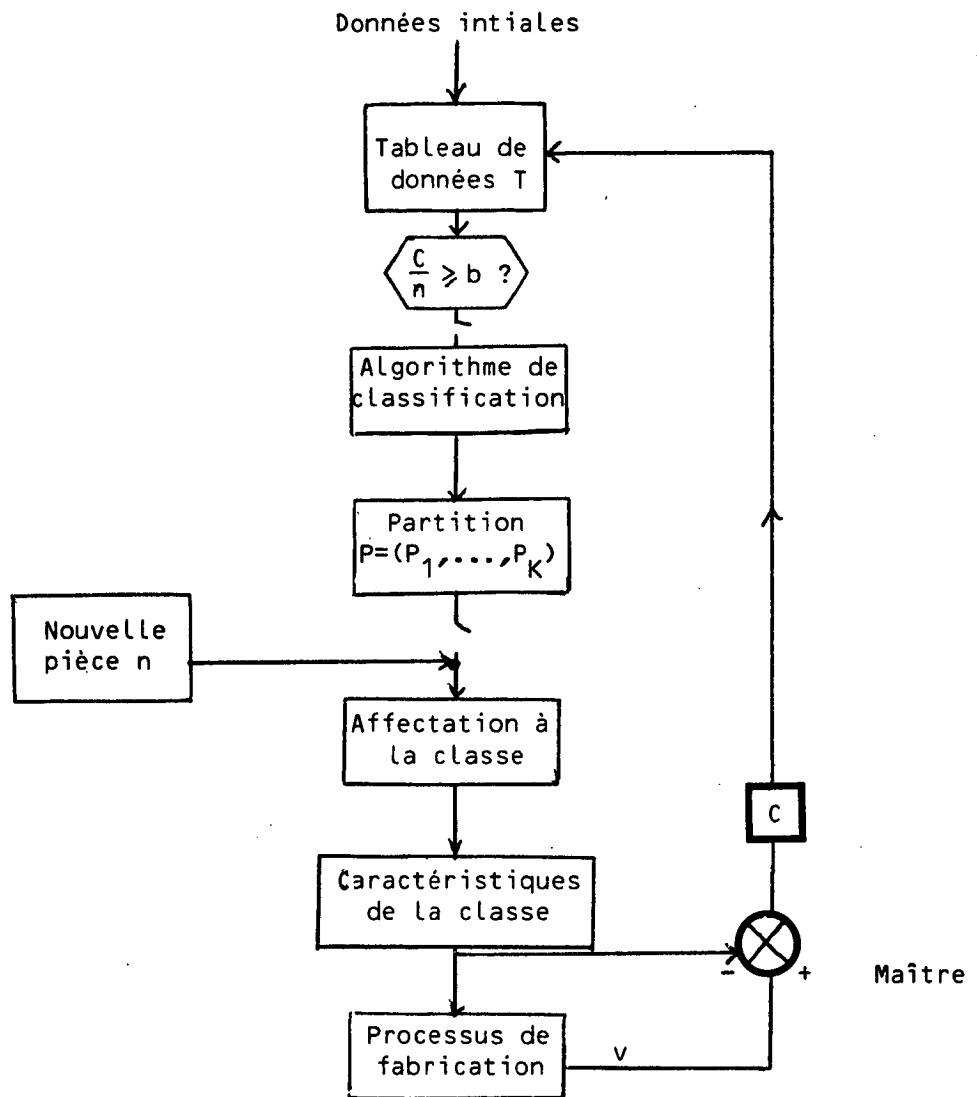 Données intiales
Tableau de
données T
C/n ≥ b ?
Algorithme de
classification
Partition
P=(P1,...,PK)
Nouvelle
pièce n
Affectation à
la classe
C
Caractéristiques
de la classe
- +
Maître
Processus de
fabrication
v